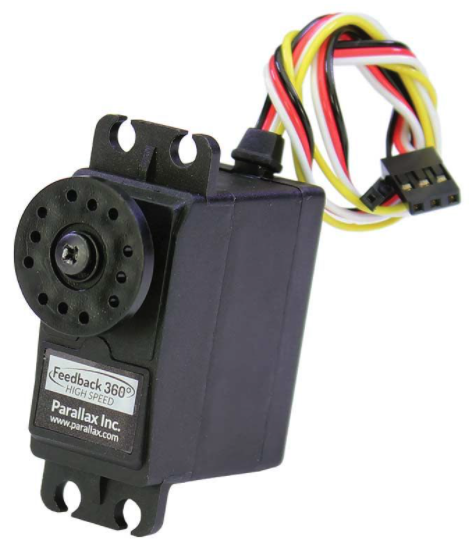 Feedback 360°
HIGH SPEED
Parallax Inc.
www.parallax.com